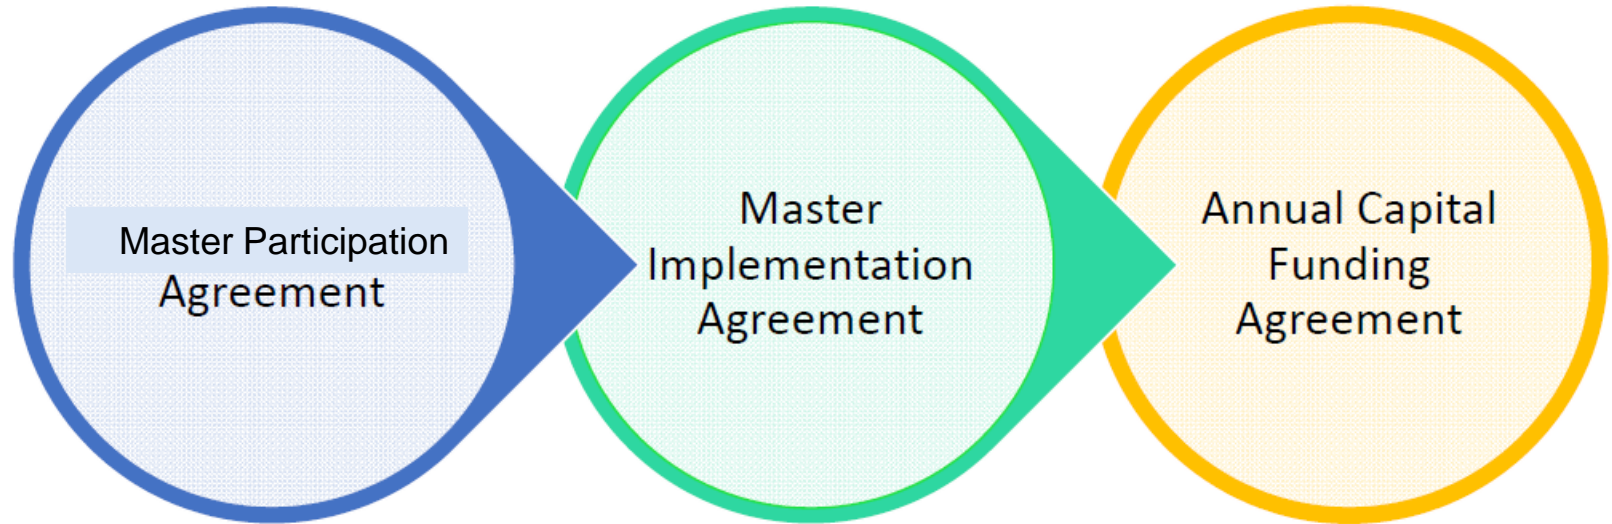 Master Participation
Agreement
Master
Implementation
Agreement
Annual Capital
Funding
Agreement